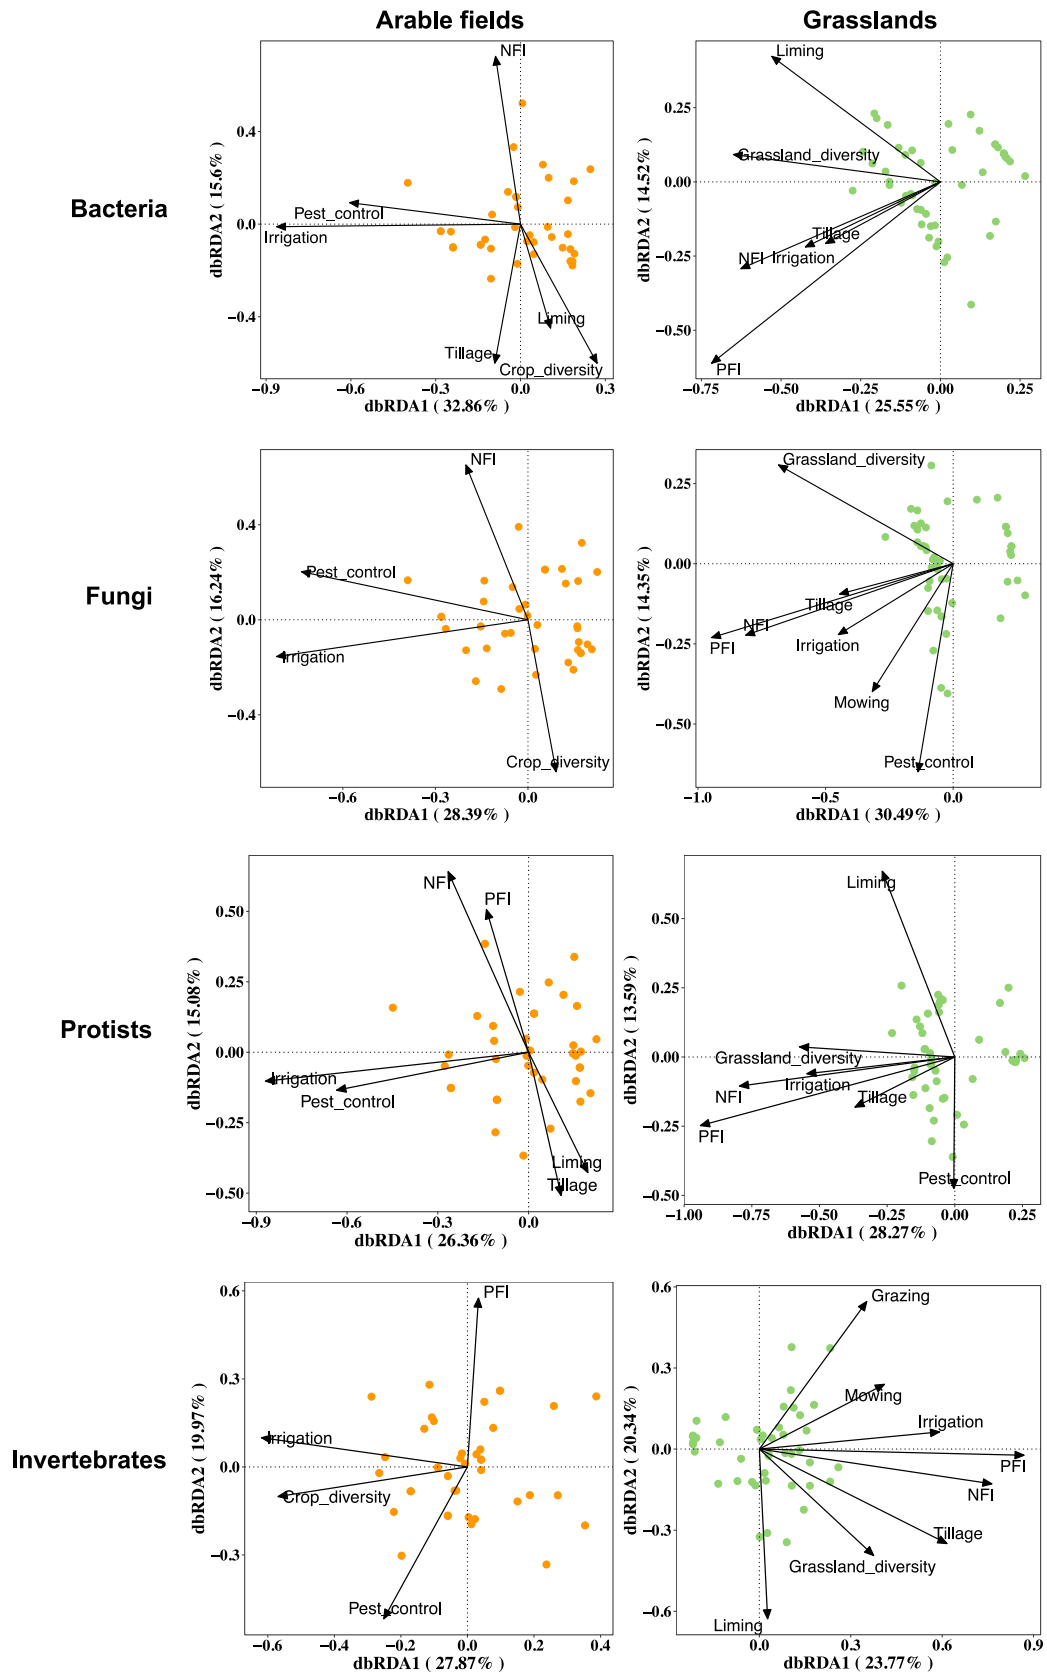 Arable fields
Grasslands
Bacteria
NFI
Pest_control
Irrigation
Liming
Tillage
Crop_diversity
0.4
0.0
−0.4
−0.9
−0.6
−0.3
0.0
0.3
dbRDA1 ( 32.86% )
dbRDA2 ( 15.6% )
Liming
Grassland_diversity
Tillage
NFI
Irrigation
PFI
0.25
0.00
−0.25
−0.50
−0.75
−0.50
−0.25
0.00
0.25
dbRDA1 ( 25.55% )
dbRDA2 ( 14.52% )
Fungi
NFI
Pest_control
Irrigation
Crop_diversity
0.4
0.0
−0.4
−0.6
−0.3
0.0
dbRDA1 ( 28.39% )
dbRDA2 ( 16.24% )
Grassland_diversity
Tillage
NFI
PFI
Irrigation
Mowing
Pest_control
0.25
0.00
−0.25
−0.50
−1.0
−0.5
0.0
dbRDA1 ( 30.49% )
dbRDA2 ( 14.35% )
Protists
NFI
PFI
Irrigation
Pest_control
Liming
Tillage
0.50
0.25
0.00
−0.25
−0.50
−0.9
−0.6
−0.3
0.0
dbRDA1 ( 26.36% )
dbRDA2 ( 15.08% )
Liming
Grassland_diversity
Irrigation
NFI
Tillage
PFI
Pest_control
0.50
0.25
0.00
−0.25
−0.50
−1.00
−0.75
−0.50
−0.25
0.00
0.25
dbRDA1 ( 28.27% )
dbRDA2 ( 13.59% )
Invertebrates
PFI
Irrigation
Crop_diversity
Pest_control
0.6
0.3
0.0
−0.3
−0.6
−0.4
−0.2
0.0
0.2
0.4
dbRDA1 ( 27.87% )
dbRDA2 ( 19.97% )
Grazing
Mowing
Irrigation
PFI
NFI
Tillage
Grassland_diversity
Liming
0.6
0.3
0.0
−0.3
−0.6
0.0
0.3
0.6
0.9
dbRDA1 ( 23.77% )
dbRDA2 ( 20.34% )